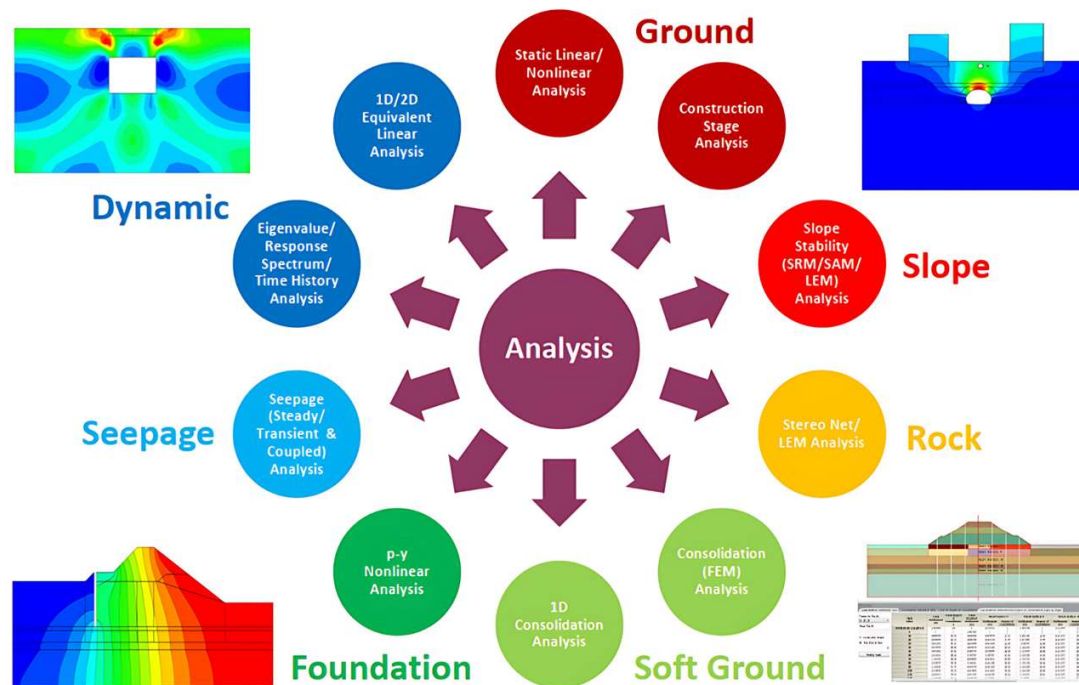 Ground
Static Linear/
Nonlinear
Analysis
Construction
Stage
Analysis
1D/2D
Equivalent
Linear
Analysis
Dynamic
Eigenvalue/
Response
Spectrum/
Time History
Analysis
Slope
Stability
(SRM/SAM/
LEM)
Analysis
Slope
Analysis
Seepage
Seepage
(Steady/
Transient &
Coupled)
Analysis
Stereo Net/
LEM Analysis
Rock
p-y
Nonlinear
Analysis
Foundation
1D
Consolidation
Analysis
Consolidation
(FEM)
Analysis
Soft Ground